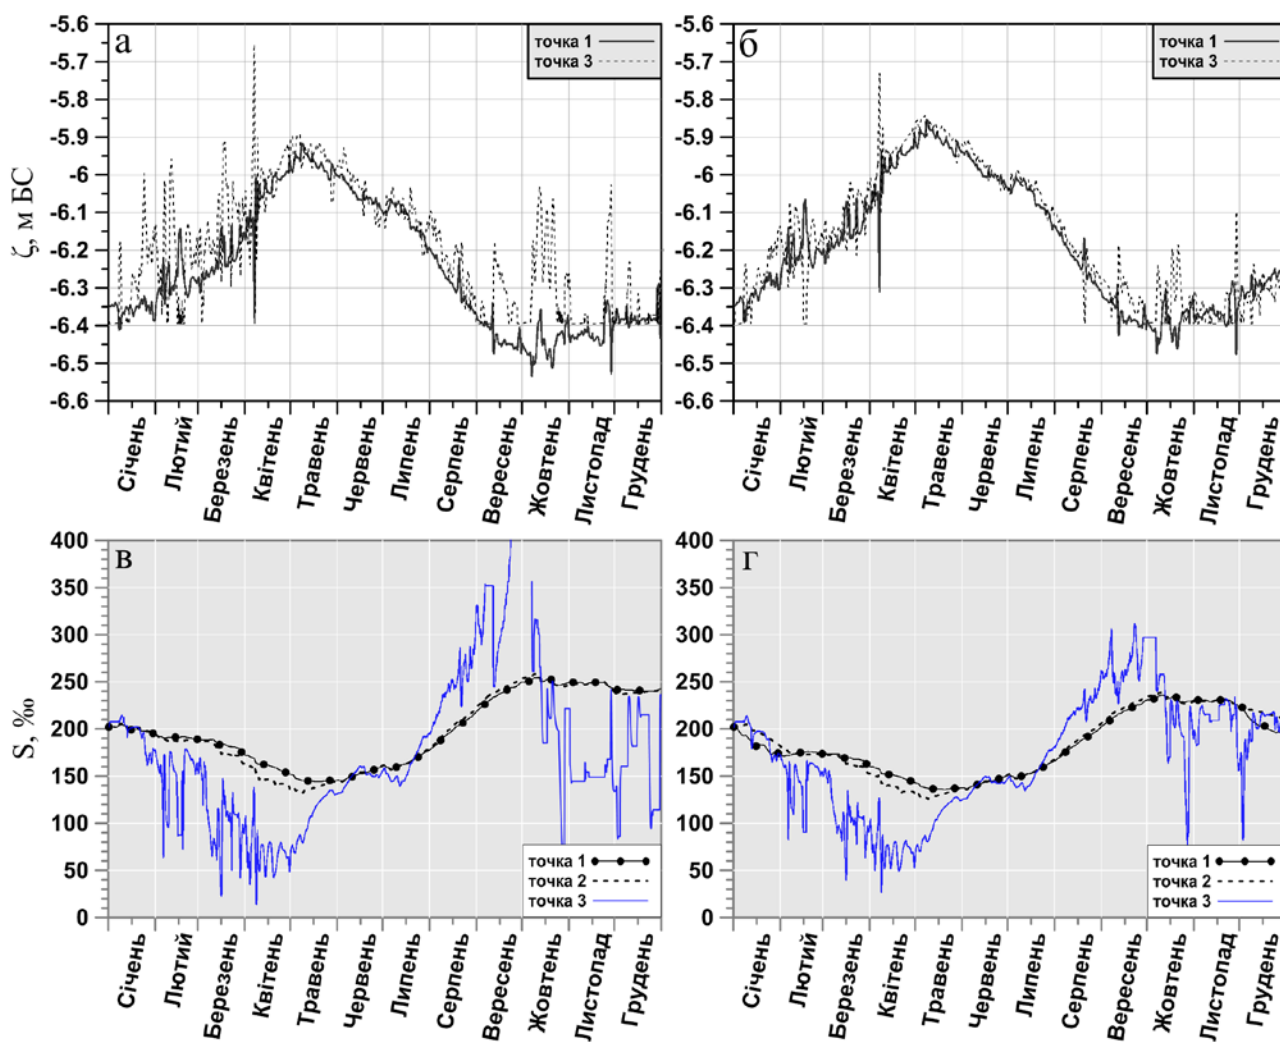 а
точка 1
точка 3
ζ, м БС
-5.6
-5.7
-5.8
-5.9
-6
-6.1
-6.2
-6.3
-6.4
-6.5
-6.6
Січень
Лютий
Березень
Квітень
Травень
Червень
Липень
Серпень
Вересень
Жовтень
Листопад
Грудень
б
точка 1
точка 3
-5.6
-5.7
-5.8
-5.9
-6
-6.1
-6.2
-6.3
-6.4
-6.5
-6.6
Січень
Лютий
Березень
Квітень
Травень
Червень
Липень
Серпень
Вересень
Жовтень
Листопад
Грудень
в
S, ‰
400
350
300
250
200
150
100
50
0
точка 1
точка 2
точка 3
Січень
Лютий
Березень
Квітень
Травень
Червень
Липень
Серпень
Вересень
Жовтень
Листопад
Грудень
г
400
350
300
250
200
150
100
50
0
точка 1
точка 2
точка 3
Січень
Лютий
Березень
Квітень
Травень
Червень
Липень
Серпень
Вересень
Жовтень
Листопад
Грудень